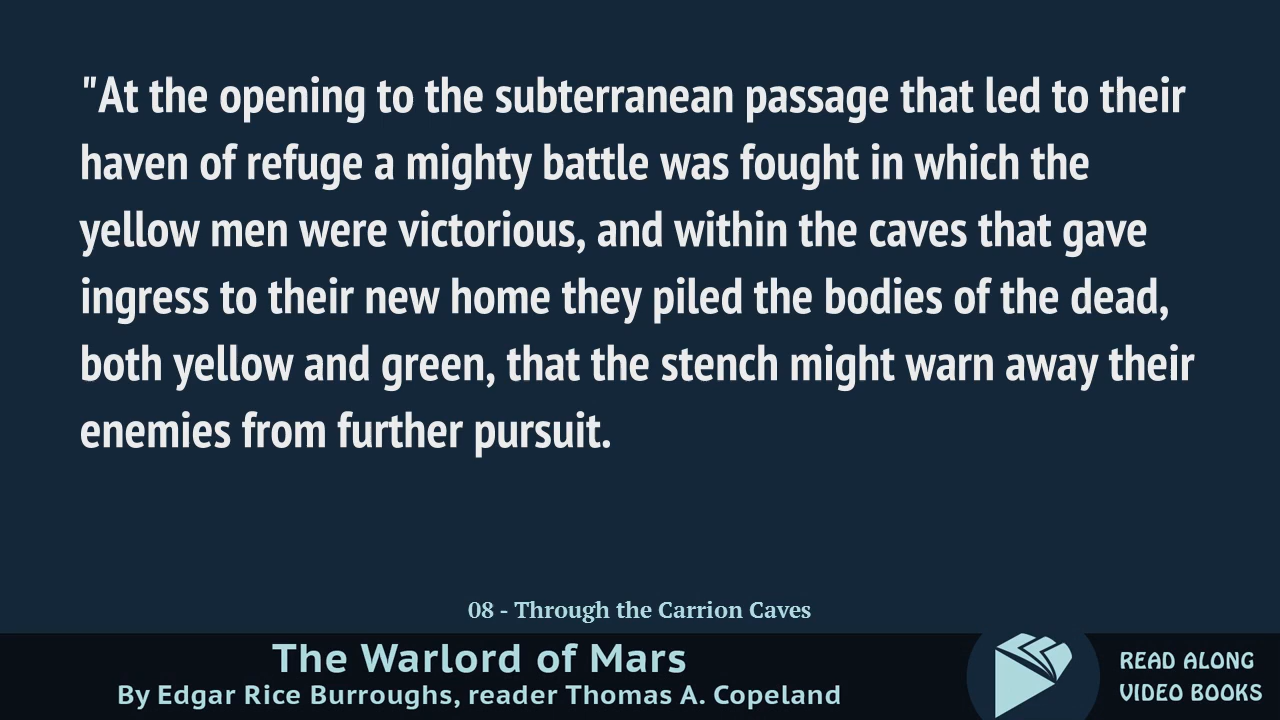 "At the opening to the subterranean passage that led to their
haven of refuge a mighty battle was fought in which the
yellow men were victorious, and within the caves that gave
ingress to their new home they piled the bodies of the dead,
both yellow and green, that the stench might warn away their
enemies from further pursuit.
08 - Through the Carrion Caves
The Warlord of Mars
By Edgar Rice Burroughs, reader Thomas A. Copeland
READ ALONG
VIDEO BOOKS